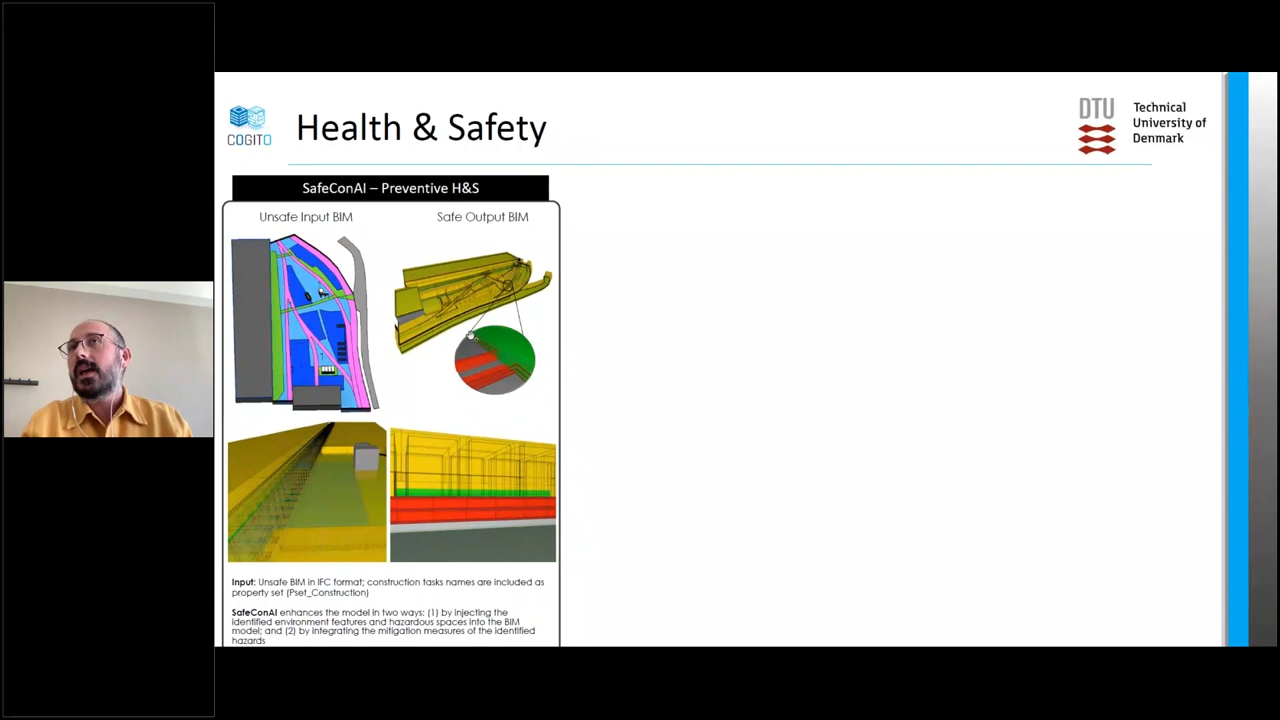 COGITO
Health & Safety
DTU
Technical
University of
Denmark
SafeConAI – Preventive H&S
Unsafe Input BIM
Safe Output BIM
Input: Unsafe BIM in IFC format; construction tasks names are included as
property set (Pset_Construction)
SafeConAI enhances the model in two ways: (1) by injecting the
identified environment features and hazardous spaces into the BIM
model; and (2) by integrating the mitigation measures of the identified
hazards